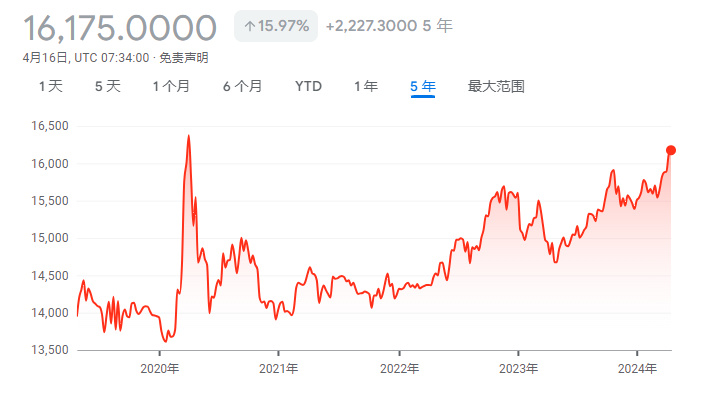 16,175.0000 ↑15.97% +2,227.3000 5 年
4月16日, UTC 07:34:00 · 免责声明
1 天 5 天 1 个月 6 个月 YTD 1 年 5 年 最大范围
16,500
16,000
15,500
15,000
14,500
14,000
13,500
2020年 2021年 2022年 2023年 2024年